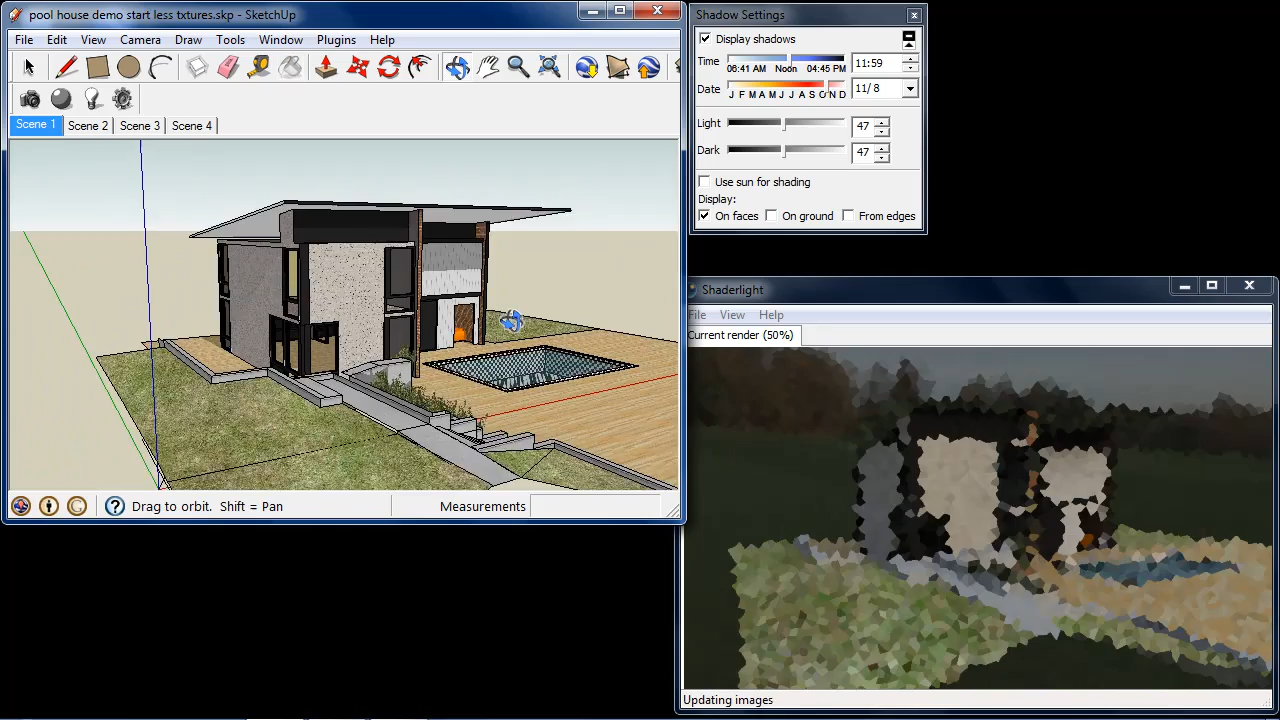 pool house demo start less txtures.skp - SketchUp
File Edit View Camera Draw Tools Window Plugins Help
Scene 1 Scene 2 Scene 3 Scene 4
Drag to orbit. Shift = Pan Measurements
Shadow Settings
Display shadows
Time 06:41 AM Noon 04:45 PM 11:59
Date J F M A M J J A S O N D 11/ 8
Light 47
Dark 47
Use sun for shading
Display:
On faces On ground From edges
Shaderlight
File View Help
Current render (50%)
Updating images